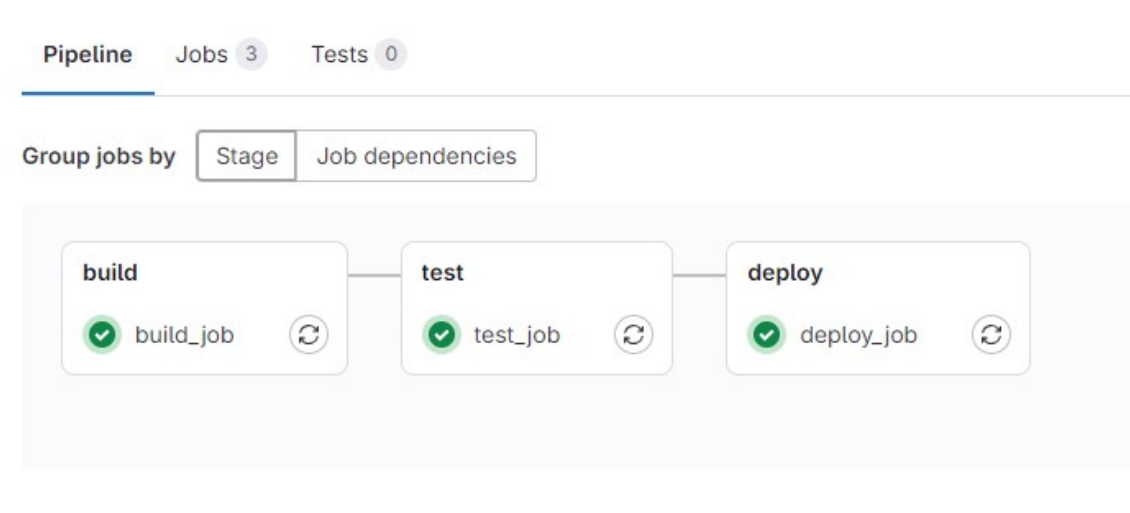 Pipeline Jobs 3 Tests 0
Group jobs by Stage Job dependencies
build test deploy
build_job test_job deploy_job